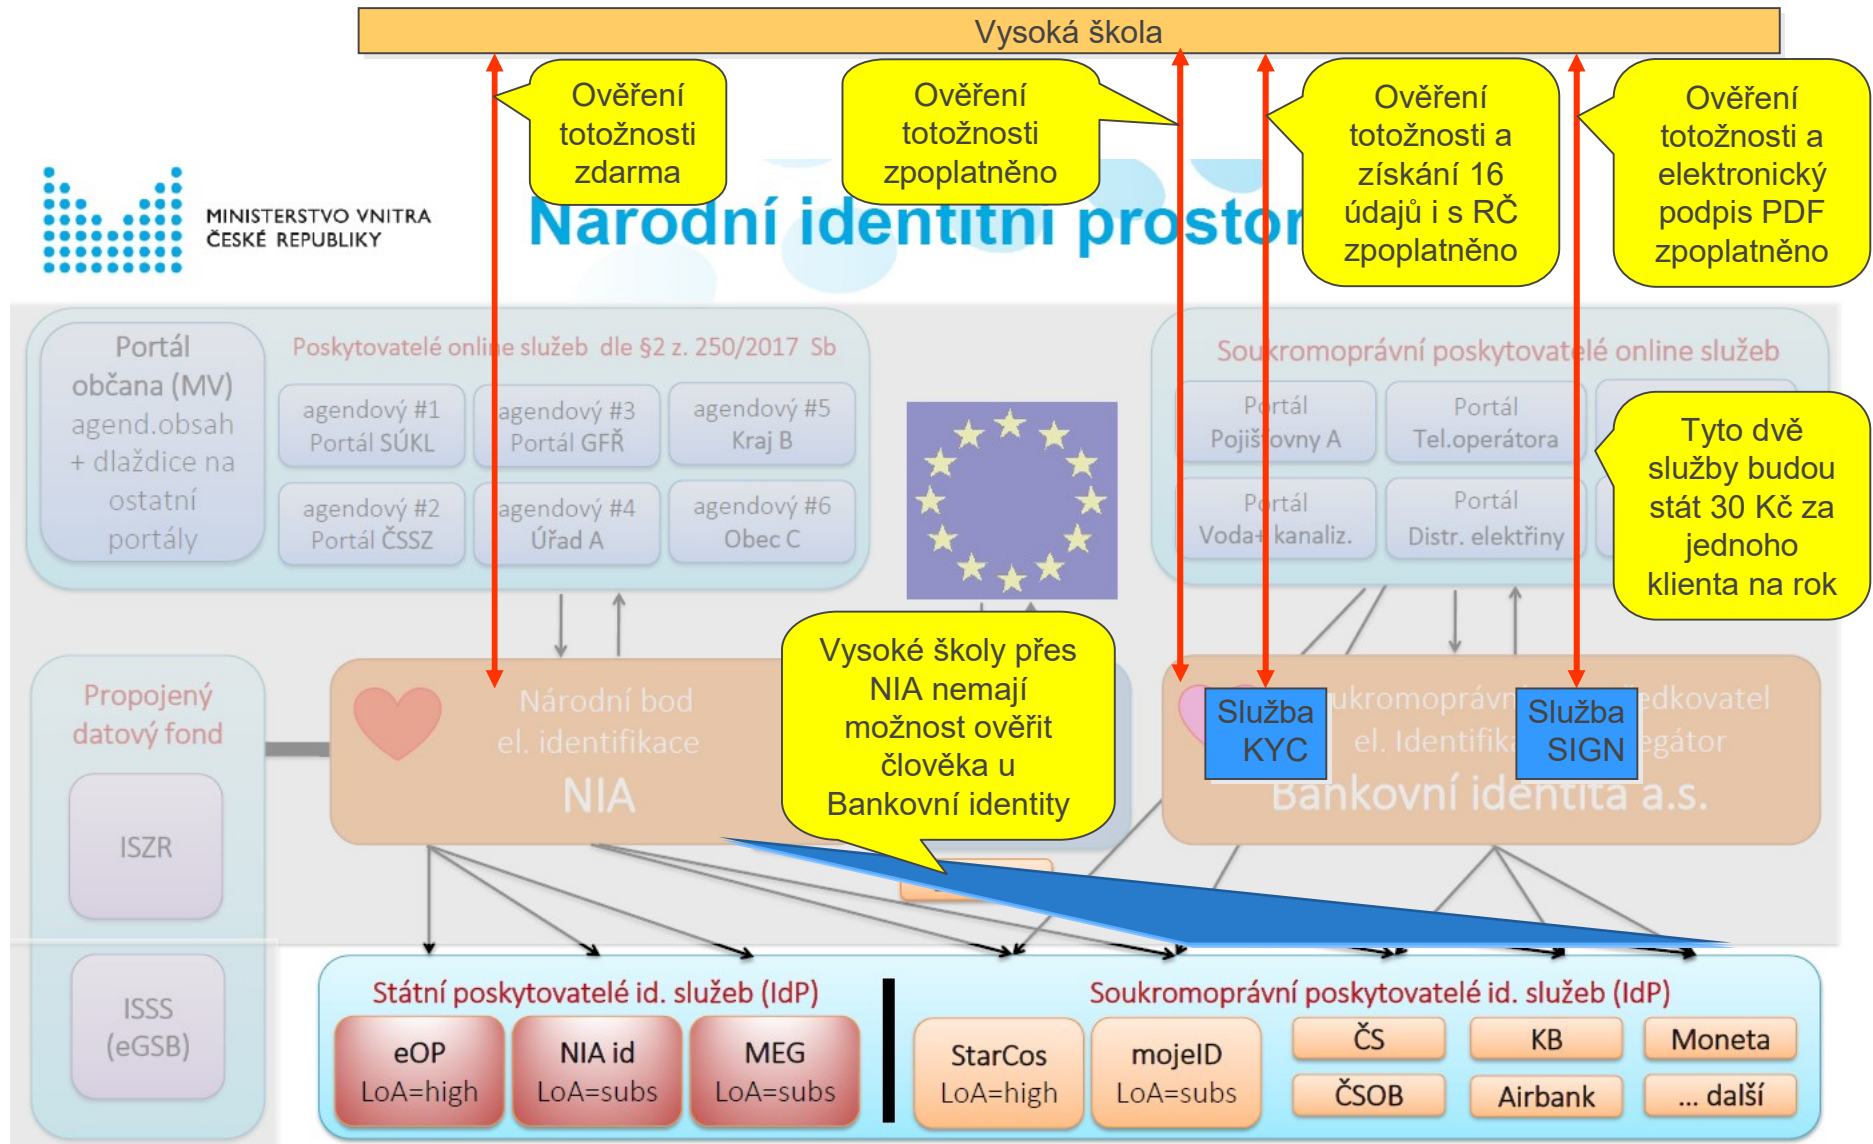 Vysoká škola
Ověření
totožnosti
zdarma
Ověření
totožnosti
zpoplatněno
Ověření
totožnosti a
získání 16
údajů i s RČ
zpoplatněno
Ověření
totožnosti a
elektronický
podpis PDF
zpoplatněno
MINISTERSTVO VNITRA
ČESKÉ REPUBLIKY
Národní identitní prostor
Portál
občana (MV)
agend.obsah
+ dlaždice na
ostatní
portály
Poskytovatelé online služeb dle §2 z. 250/2017 Sb
agendový #1
Portál SÚKL
agendový #3
Portál GFŘ
agendový #5
Kraj B
agendový #2
Portál ČSSZ
agendový #4
Úřad A
agendový #6
Obec C
Soukromoprávní poskytovatelé online služeb
Portál
Pojišťovny A
Portál
Tel.operátora
Portál
Voda+ kanaliz.
Portál
Distr. elektřiny
Tyto dvě
služby budou
stát 30 Kč za
jednoho
klienta na rok
Propojený
datový fond
ISZR
ISSS
(eGSB)
Národní bod
el. identifikace
NIA
Vysoké školy přes
NIA nemají
možnost ověřit
člověka u
Bankovní identity
Služba
KYC
Služba
SIGN
el.
Bankovní identita a.s.
Státní poskytovatelé id. služeb (IdP)
eOP
LoA=high
NIA id
LoA=subs
MEG
LoA=subs
Soukromoprávní poskytovatelé id. služeb (IdP)
StarCos
LoA=high
mojeID
LoA=subs
ČS
KB
Moneta
ČSOB
Airbank
... další